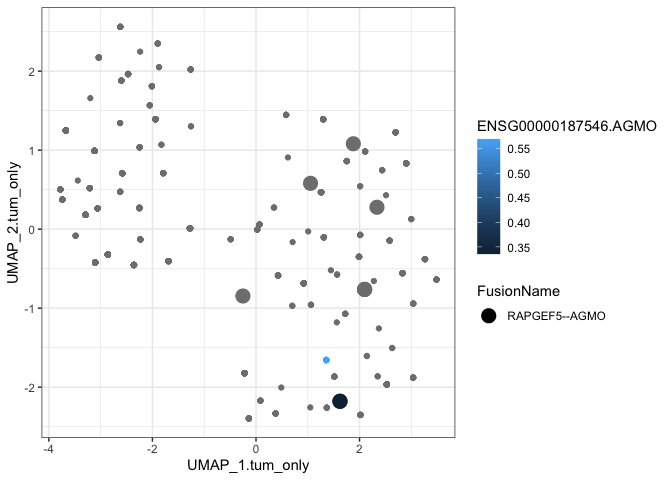 2
1
0
-1
-2
-4
-2
0
2
UMAP_1.tum_only
UMAP_2.tum_only
ENSG00000187546.AGMO
0.55
0.50
0.45
0.40
0.35
FusionName
RAPGEF5--AGMO